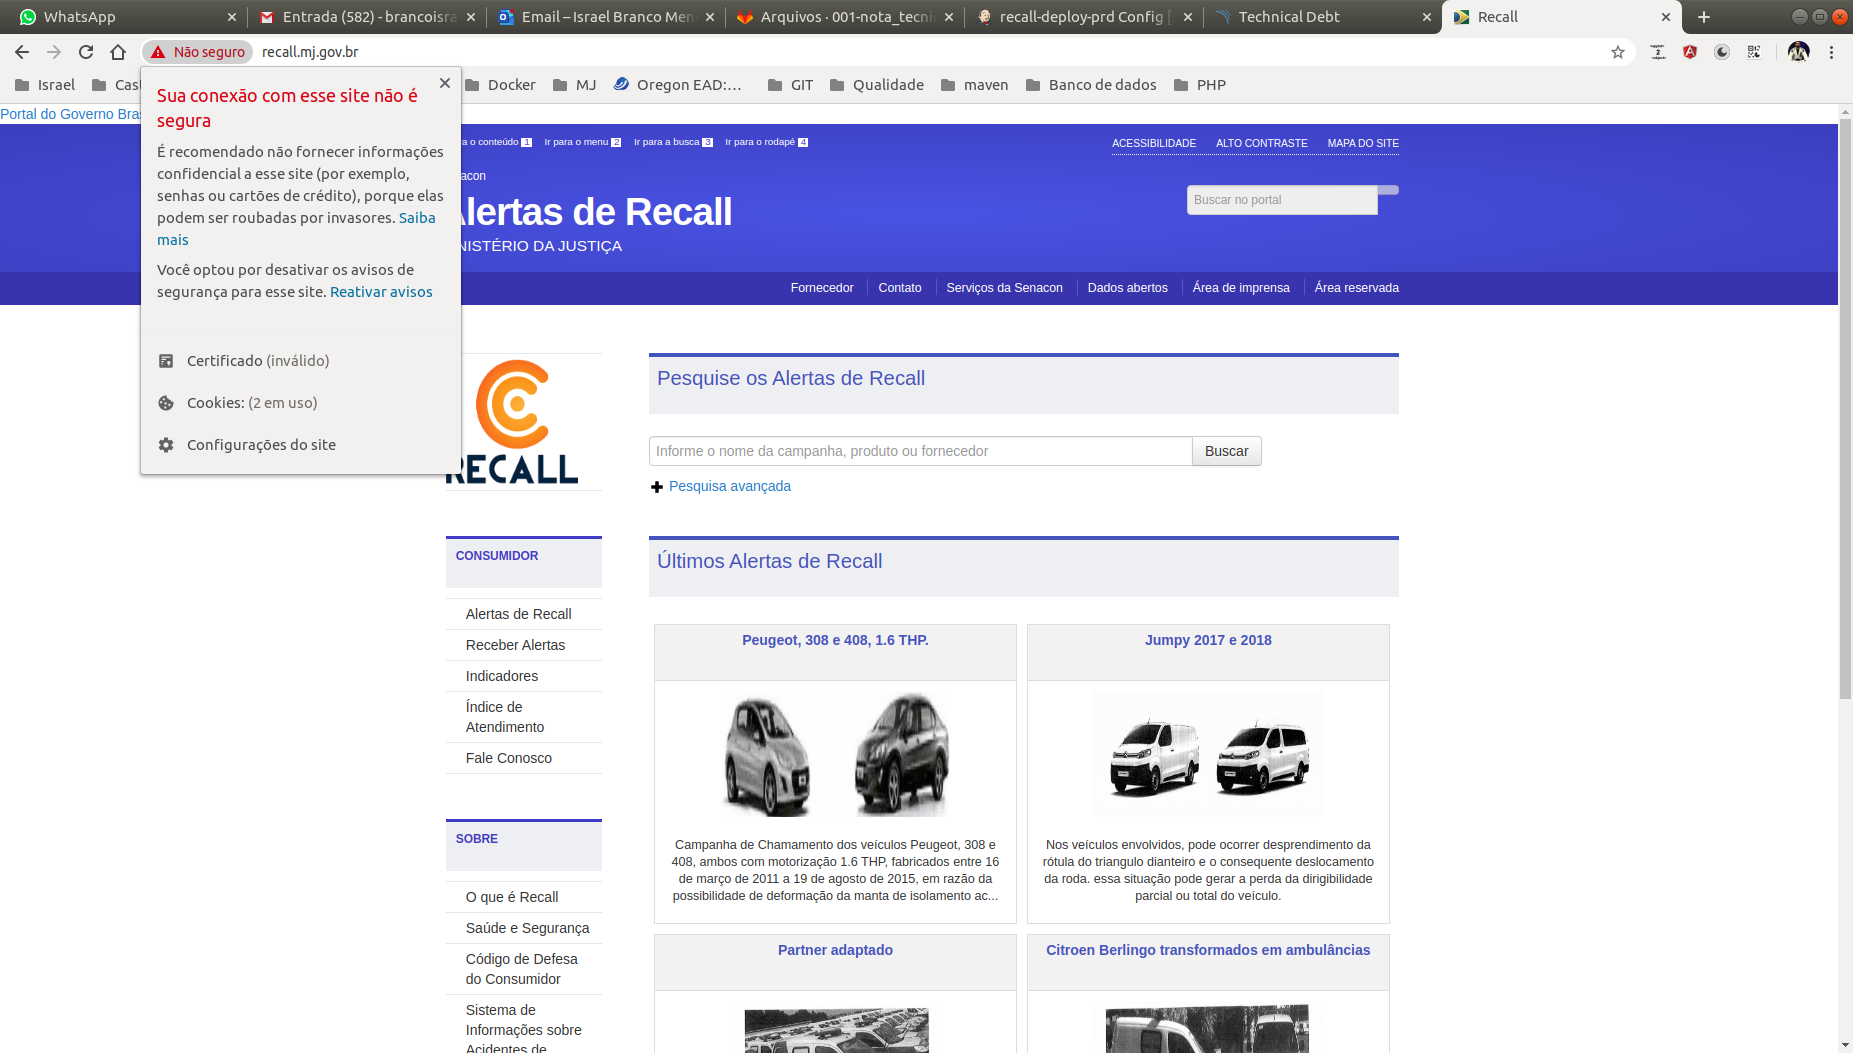 WhatsApp
Entrada (582) - brancoisra
Email – Israel Branco Men
Arquivos · 001-nota_tecni
recall-deploy-prd Config [
Technical Debt
Recall
Não seguro
recall.mj.gov.br
Israel
Cas
Docker
MJ
Oregon EAD:...
GIT
Qualidade
maven
Banco de dados
PHP
Sua conexão com esse site não é
segura
É recomendado não fornecer informações
confidencial a esse site (por exemplo,
senhas ou cartões de crédito), porque elas
podem ser roubadas por invasores. Saiba
mais
Você optou por desativar os avisos de
segurança para esse site. Reativar avisos
Certificado (inválido)
Cookies: (2 em uso)
Configurações do site
Portal do Governo Bras
a o conteúdo 1
Ir para o menu 2
Ir para a busca 3
Ir para o rodapé 4
ACESSIBILIDADE
ALTO CONTRASTE
MAPA DO SITE
acon
Alertas de Recall
NISTÉRIO DA JUSTIÇA
Buscar no portal
Fornecedor
Contato
Serviços da Senacon
Dados abertos
Área de imprensa
Área reservada
RECALL
Pesquise os Alertas de Recall
Informe o nome da campanha, produto ou fornecedor
Buscar
Pesquisa avançada
CONSUMIDOR
Alertas de Recall
Receber Alertas
Indicadores
Índice de
Atendimento
Fale Conosco
SOBRE
O que é Recall
Saúde e Segurança
Código de Defesa
do Consumidor
Sistema de
Informações sobre
Acidentes de
Últimos Alertas de Recall
Peugeot, 308 e 408, 1.6 THP.
Campanha de Chamamento dos veículos Peugeot, 308 e
408, ambos com motorização 1.6 THP, fabricados entre 16
de março de 2011 a 19 de agosto de 2015, em razão da
possibilidade de deformação da manta de isolamento ac...
Jumpy 2017 e 2018
Nos veículos envolvidos, pode ocorrer desprendimento da
rótula do triangulo dianteiro e o consequente deslocamento
da roda. essa situação pode gerar a perda da dirigibilidade
parcial ou total do veículo.
Partner adaptado
Citroen Berlingo transformados em ambulâncias